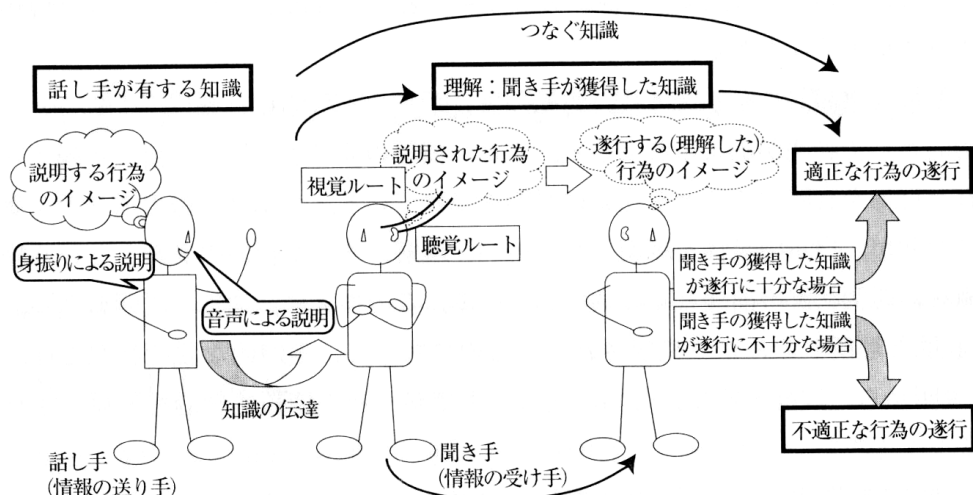 つなぐ知識
話し手が有する知識
理解：聞き手が獲得した知識
説明する行為
のイメージ
視覚ルート
説明された行為
のイメージ
遂行する(理解した)
行為のイメージ
適正な行為の遂行
聴覚ルート
身振りによる説明
音声による説明
聞き手の獲得した知識
が遂行に十分な場合
聞き手の獲得した知識
が遂行に不十分な場合
知識の伝達
不適正な行為の遂行
話し手
(情報の送り手)
聞き手
(情報の受け手)